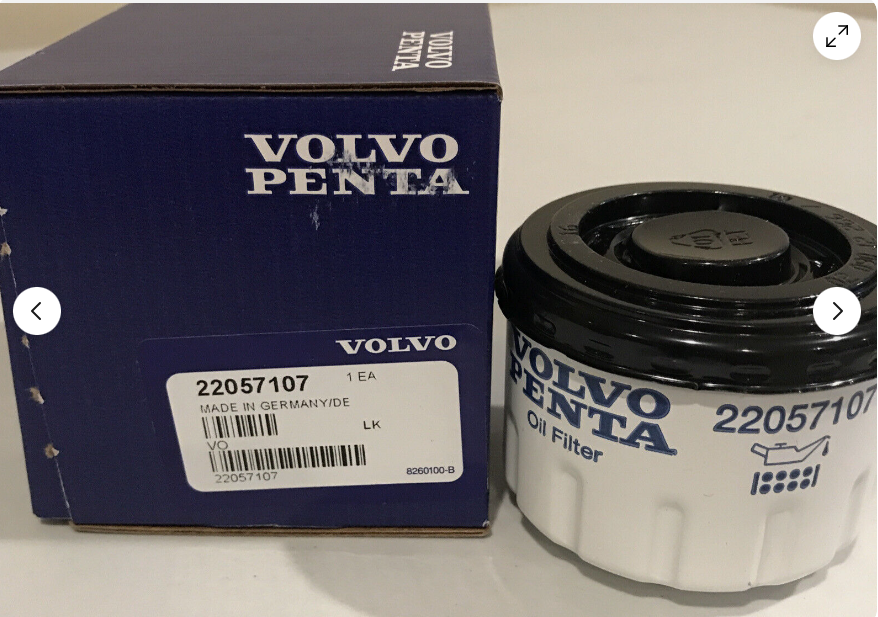 VOLVO
PENTA
VOLVO
PENTA
VOLVO
22057107 1 EA
MADE IN GERMANY/DE
LK
VO
22057107
8260100-B
VOLVO
PENTA
Oil Filter
22057107